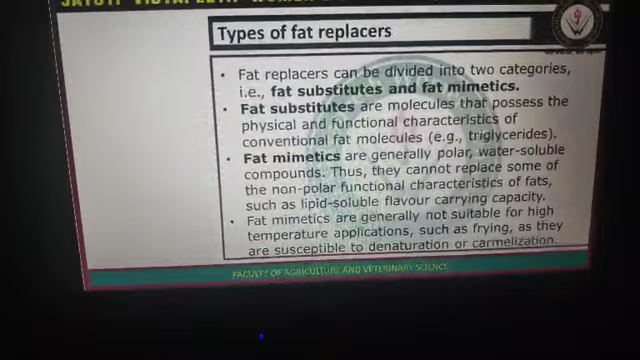 Types of fat replacers
• Fat replacers can be divided into two categories,
i.e., fat substitutes and fat mimetics.
• Fat substitutes are molecules that possess the
physical and functional characteristics of
conventional fat molecules (e.g., triglycerides).
• Fat mimetics are generally polar, water-soluble
compounds. Thus, they cannot replace some of
the non-polar functional characteristics of fats,
such as lipid-soluble flavour carrying capacity.
• Fat mimetics are generally not suitable for high
temperature applications, such as frying, as they
are susceptible to denaturation or carmelization.
FACULTY OF AGRICULTURE AND VETERINARY SCIENCE